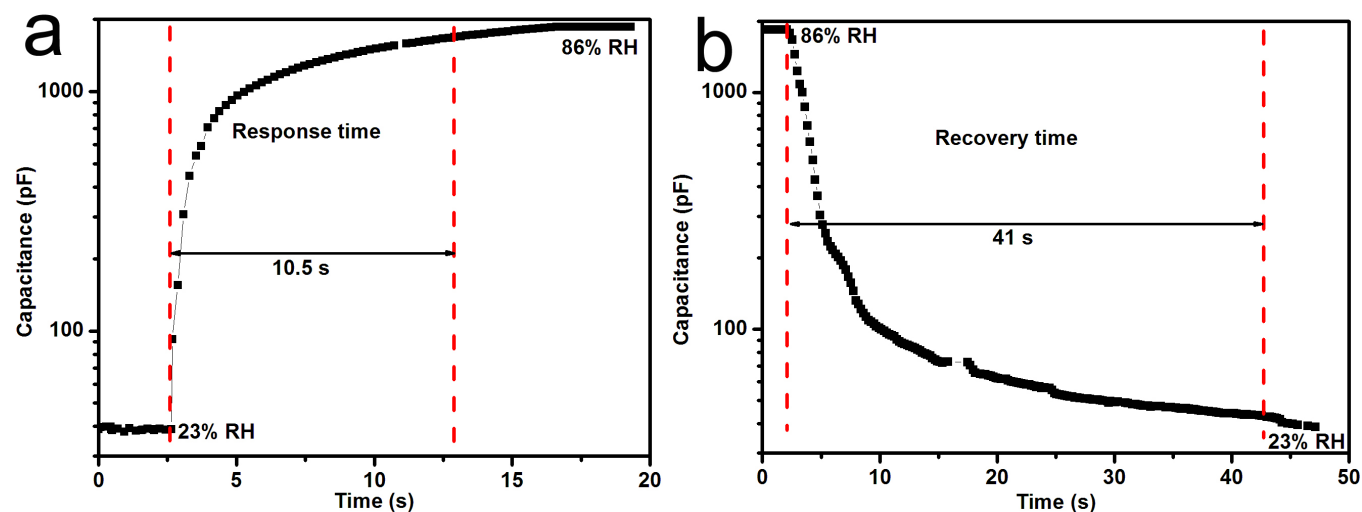 a
1000
100
Capacitance (pF)
86% RH
Response time
10.5 s
23% RH
0 5 10 15 20
Time (s)
b
1000
100
Capacitance (pF)
86% RH
Recovery time
41 s
23% RH
0 10 20 30 40 50
Time (s)